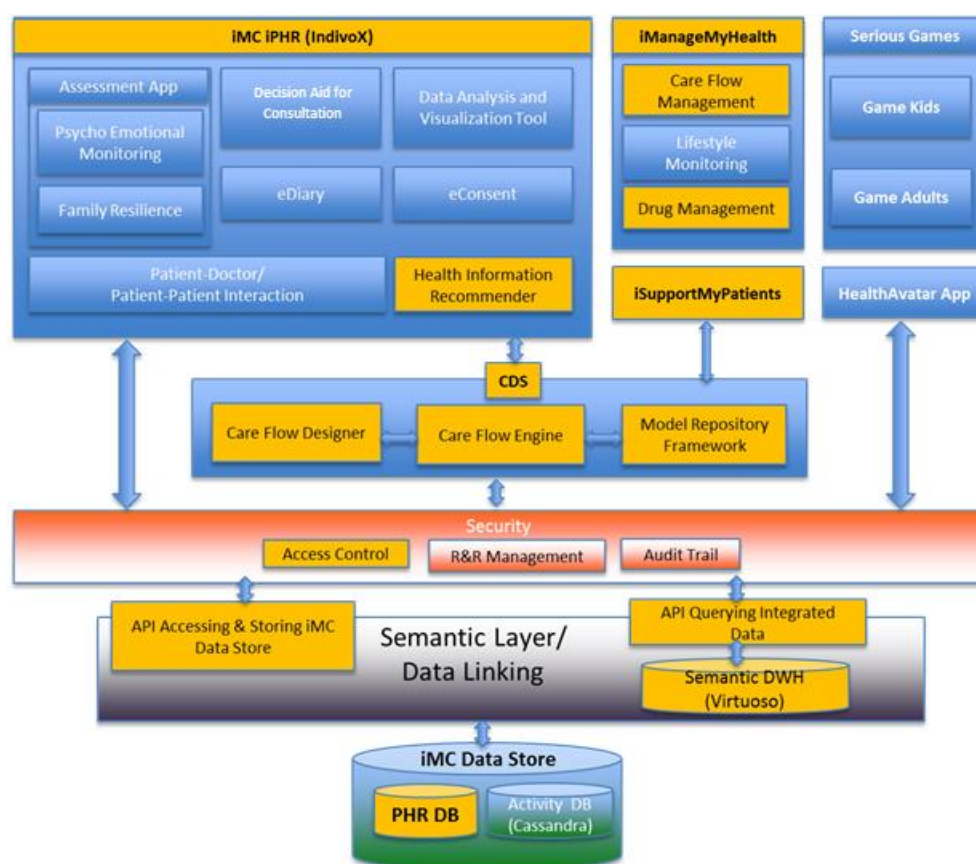 iMC iPHR (IndivoX)
Assessment App
Psycho Emotional
Monitoring
Family Resilience
Decision Aid for
Consultation
Data Analysis and
Visualization Tool
eDiary
eConsent
Patient-Doctor/
Patient-Patient Interaction
Health Information
Recommender
iManageMyHealth
Care Flow
Management
Lifestyle
Monitoring
Drug Management
iSupportMyPatients
Serious Games
Game Kids
Game Adults
HealthAvatar App
CDS
Care Flow Designer
Care Flow Engine
Model Repository
Framework
Security
Access Control
R&R Management
Audit Trail
API Accessing & Storing iMC
Data Store
Semantic Layer/
Data Linking
API Querying Integrated
Data
Semantic DWH
(Virtuoso)
iMC Data Store
PHR DB
Activity DB
(Cassandra)